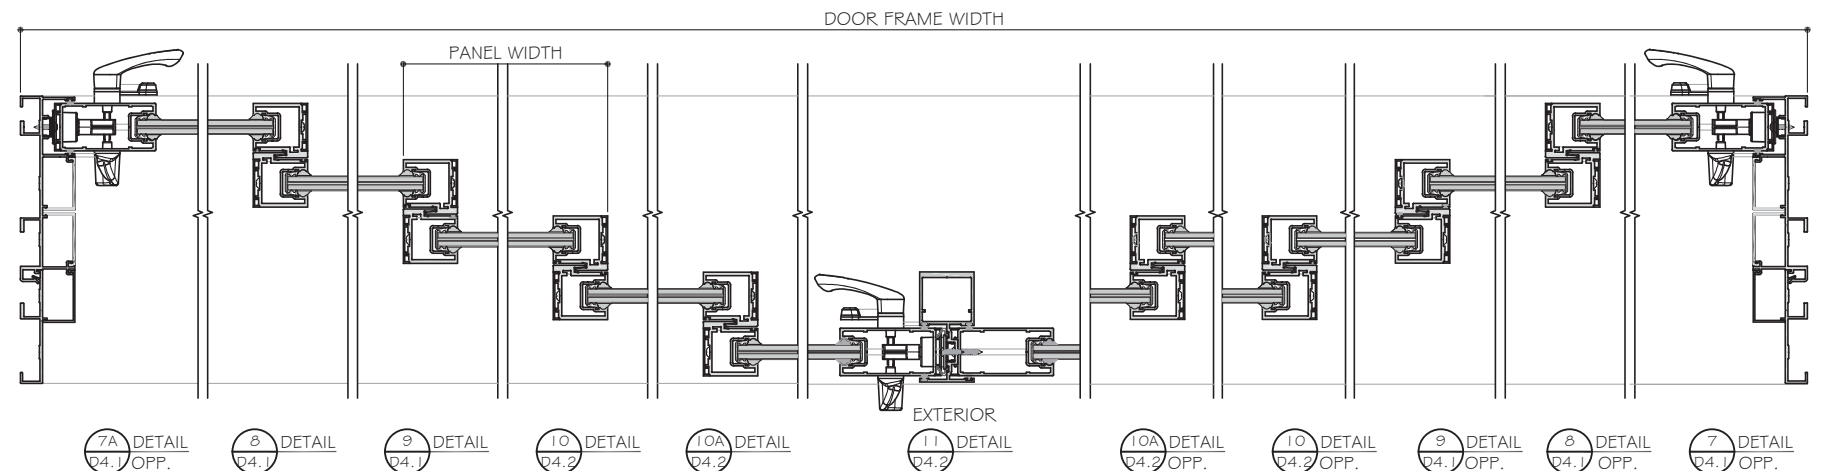 DOOR FRAME WIDTH
PANEL WIDTH
EXTERIOR
7A DETAIL
D4.1 OPP.
8 DETAIL
D4.1
9 DETAIL
D4.1
10 DETAIL
D4.2
10A DETAIL
D4.2
11 DETAIL
D4.2
10A DETAIL
D4.2 OPP.
10 DETAIL
D4.2 OPP.
9 DETAIL
D4.1 OPP.
8 DETAIL
D4.1 OPP.
7 DETAIL
D4.1 OPP.